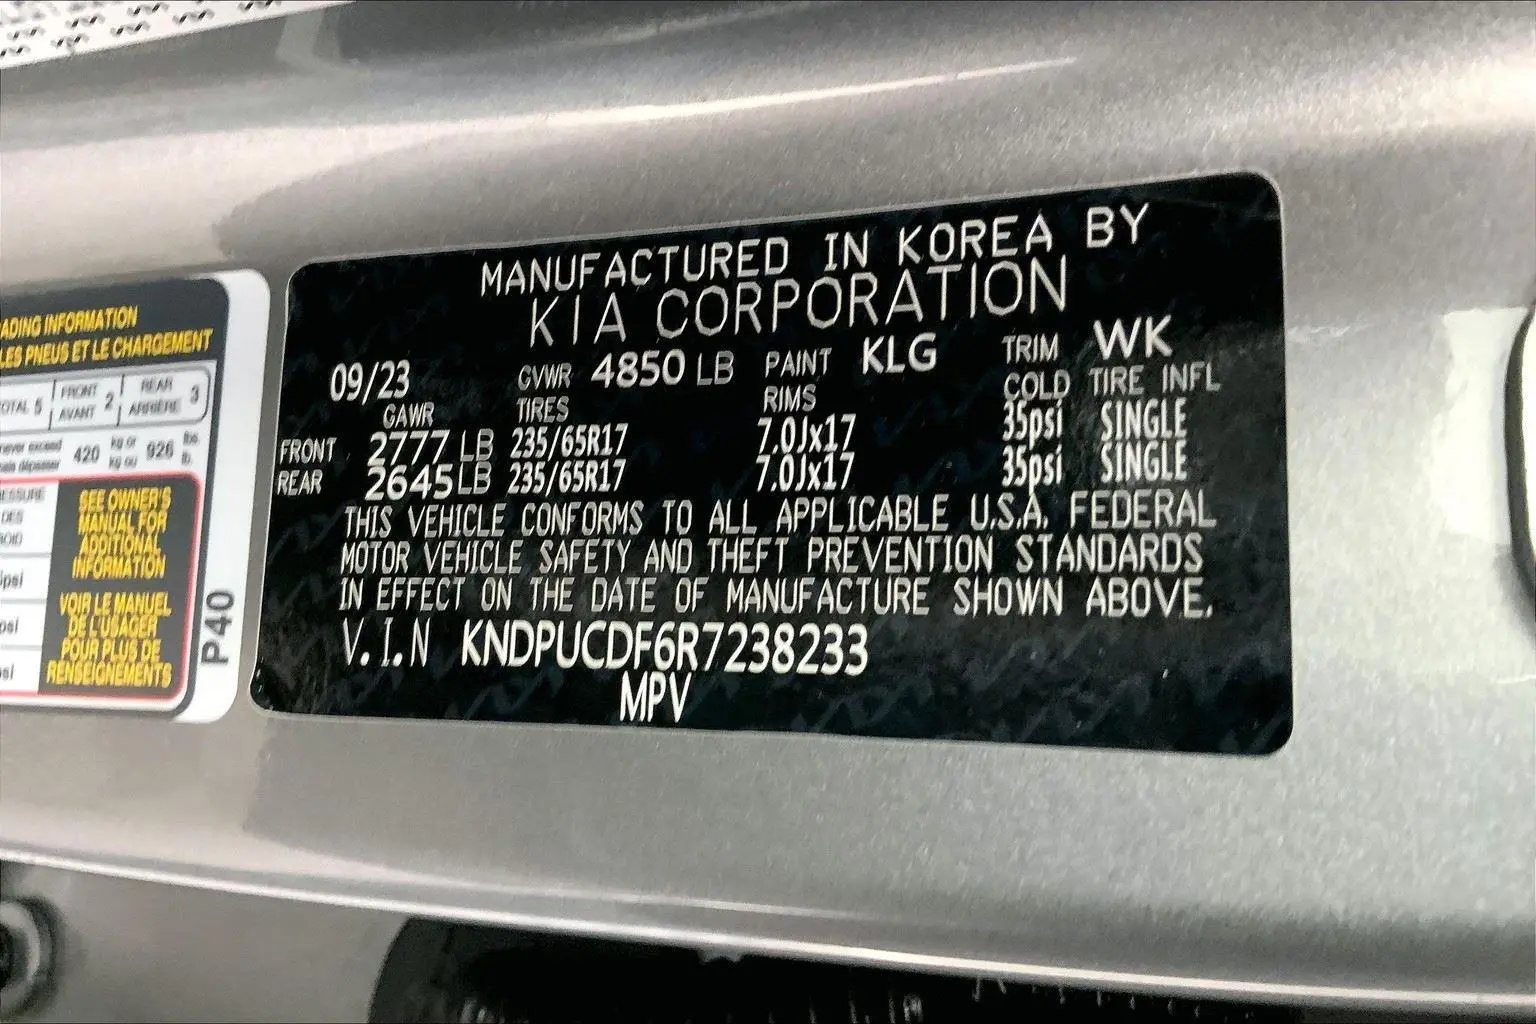 ADING INFORMATION
LES PNEUS ET LE CHARGEMENT
TOTAL 5 FRONT AVANT 2 REAR ARRIÈRE 3
never exceed 420 kg or kg ou 926 lbs. lb.
SEE OWNER'S
MANUAL FOR
ADDITIONAL
INFORMATION
VOIR LE MANUEL
DE L'USAGER
POUR PLUS DE
RENSEIGNEMENTS
P40
MANUFACTURED IN KOREA BY
KIA CORPORATION
09/23 GVWR 4850 LB PAINT KLG TRIM WK
GAWR TIRES RIMS COLD TIRE INFL
FRONT 2777 LB 235/65R17 7.0Jx17 35psi SINGLE
REAR 2645 LB 235/65R17 7.0Jx17 35psi SINGLE
THIS VEHICLE CONFORMS TO ALL APPLICABLE U.S.A. FEDERAL
MOTOR VEHICLE SAFETY AND THEFT PREVENTION STANDARDS
IN EFFECT ON THE DATE OF MANUFACTURE SHOWN ABOVE.
V.I.N KNDPUCDF6R7238233
MPV